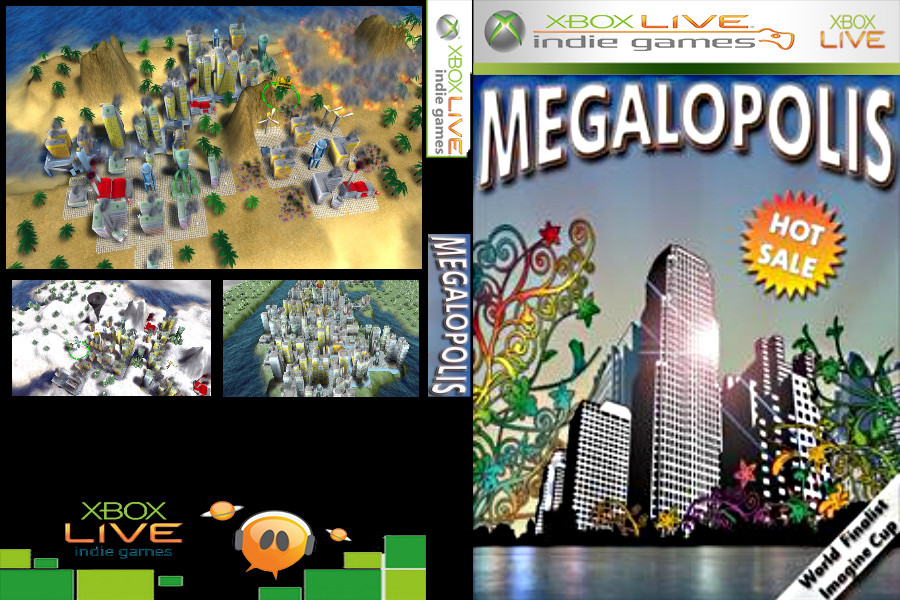 XBOX LIVE
indie games
XBOX LIVE
indie games
MEGALOPOLIS
XBOX LIVE
indie games
XBOX
LIVE
MEGALOPOLIS
HOT
SALE
World Finalist
Imagine Cup